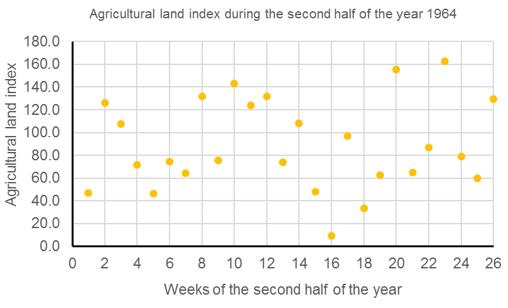 Agricultural land index during the second half of the year 1964
180.0
160.0
140.0
120.0
100.0
80.0
60.0
40.0
20.0
0.0
Agricultural land index
0 2 4 6 8 10 12 14 16 18 20 22 24 26
Weeks of the second half of the year